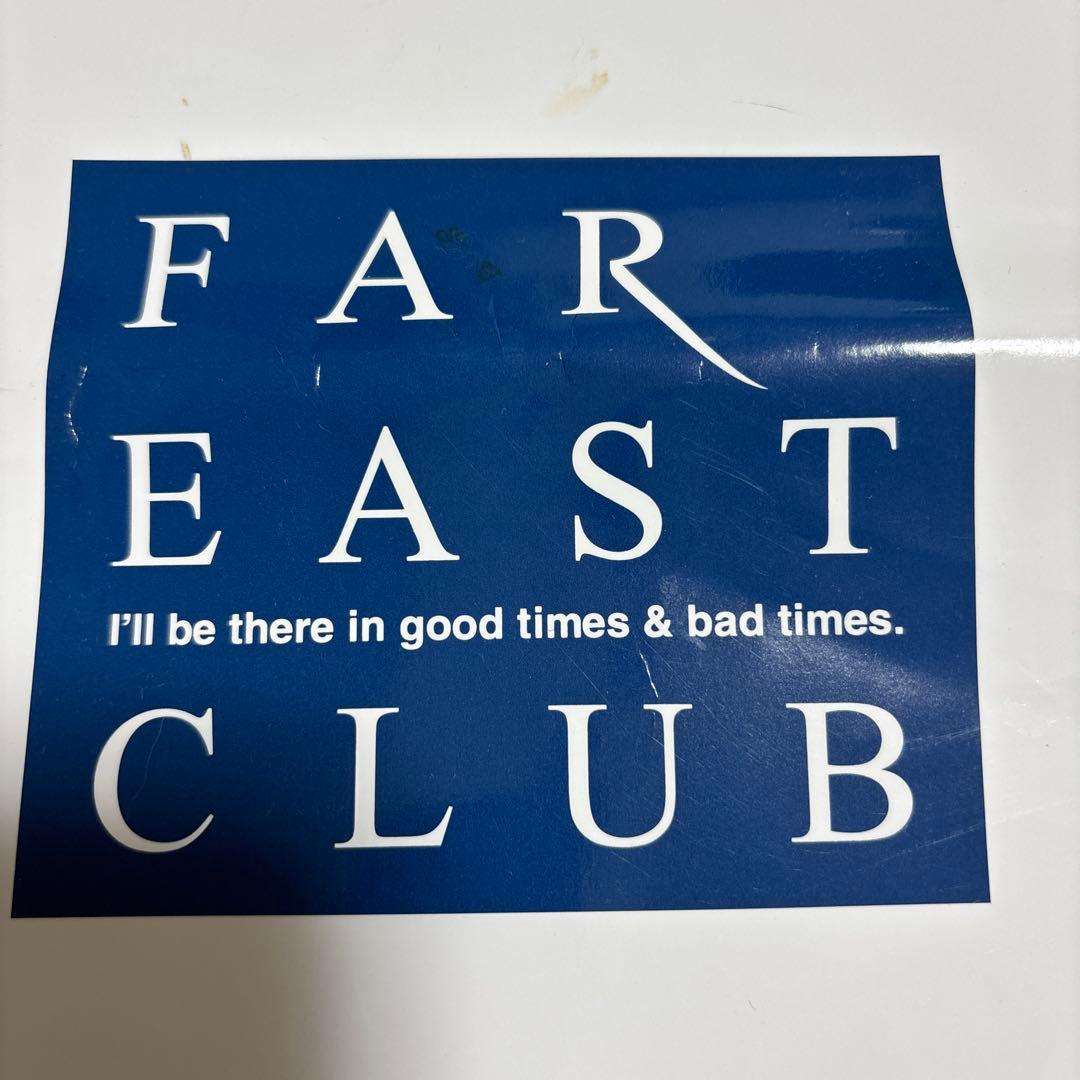 FAR
EAST
I'll be there in good times & bad times.
CLUB